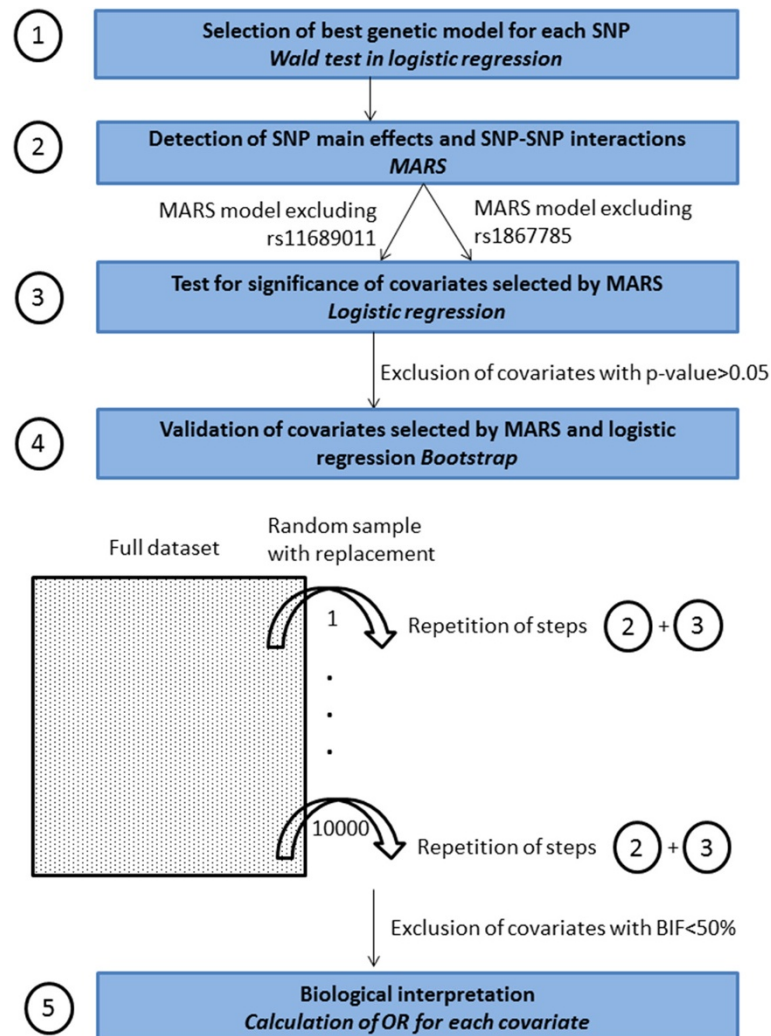 1
Selection of best genetic model for each SNP
Wald test in logistic regression
2
Detection of SNP main effects and SNP-SNP interactions
MARS
MARS model excluding
rs11689011
MARS model excluding
rs1867785
3
Test for significance of covariates selected by MARS
Logistic regression
Exclusion of covariates with p-value>0.05
4
Validation of covariates selected by MARS and logistic
regression Bootstrap
Full dataset
Random sample
with replacement
1
Repetition of steps 2 + 3
.
.
.
10000
Repetition of steps 2 + 3
Exclusion of covariates with BIF<50%
5
Biological interpretation
Calculation of OR for each covariate